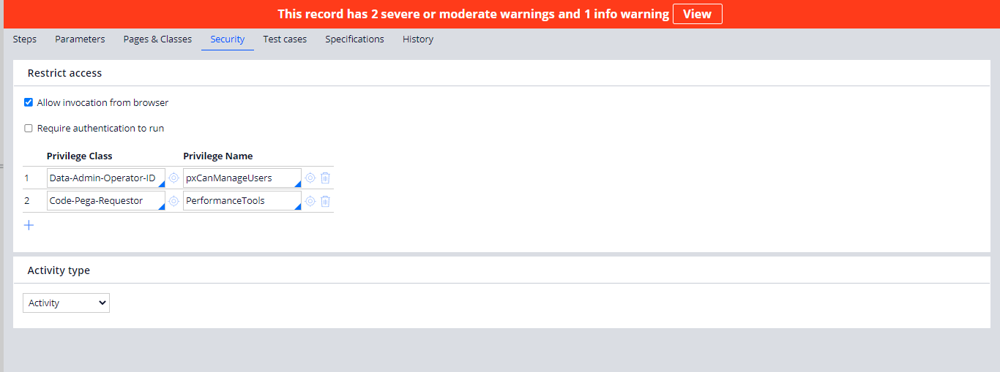 This record has 2 severe or moderate warnings and 1 info warning View
Steps Parameters Pages & Classes Security Test cases Specifications History
Restrict access
Allow invocation from browser
Require authentication to run
Privilege Class Privilege Name
1 Data-Admin-Operator-ID pxCanManageUsers
2 Code-Pega-Requestor PerformanceTools
Activity type
Activity